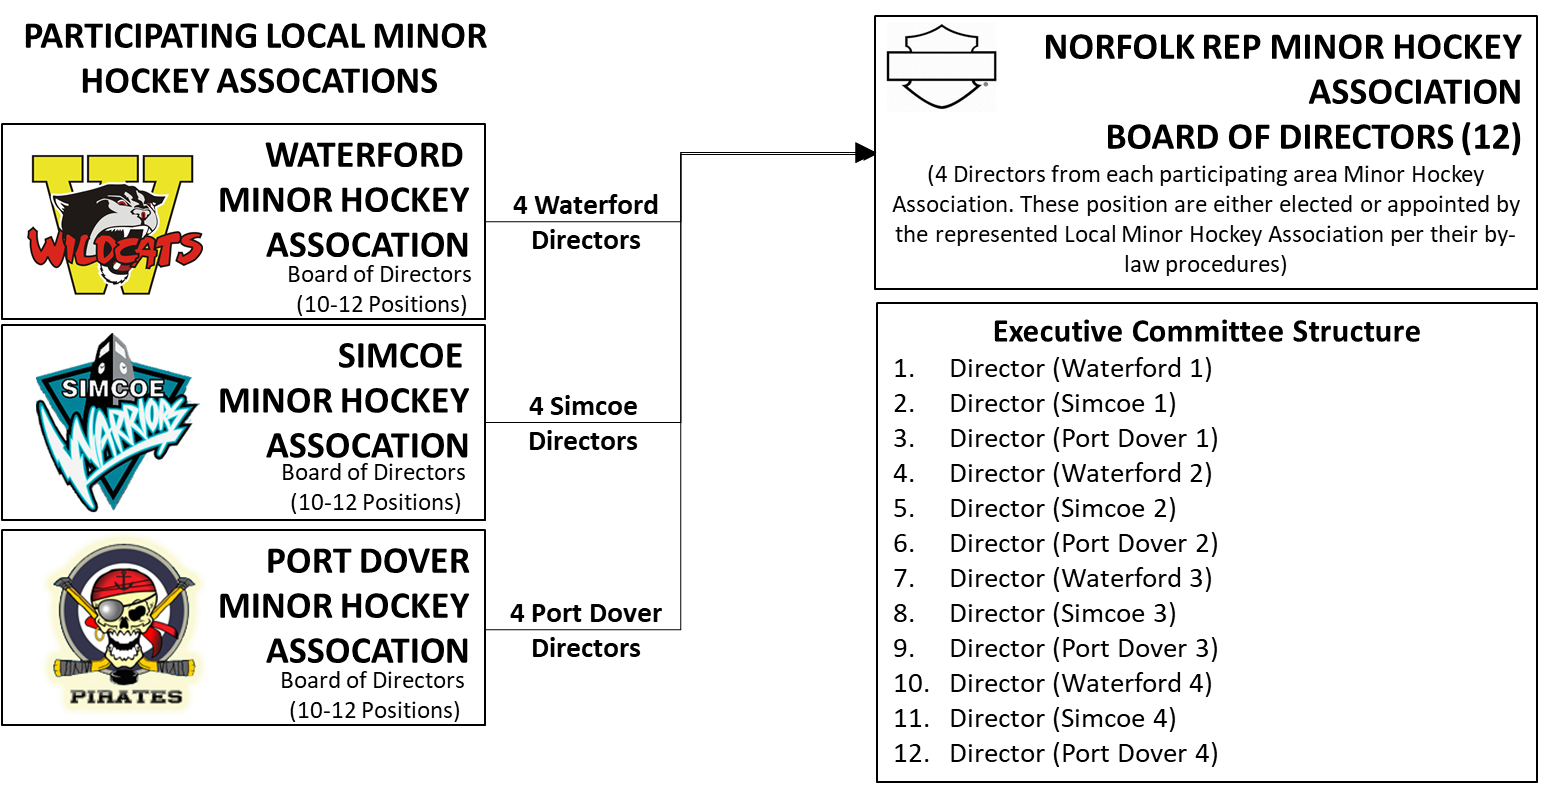 PARTICIPATING LOCAL MINOR
HOCKEY ASSOCATIONS
WATERFORD
MINOR HOCKEY
ASSOCATION
Board of Directors
(10-12 Positions)
WILDCATS
W
SIMCOE
MINOR HOCKEY
ASSOCATION
Board of Directors
(10-12 Positions)
SIMCOE
WARRIORS
PORT DOVER
MINOR HOCKEY
ASSOCATION
Board of Directors
(10-12 Positions)
PIRATES
4 Waterford
Directors
4 Simcoe
Directors
4 Port Dover
Directors
NORFOLK REP MINOR HOCKEY
ASSOCIATION
BOARD OF DIRECTORS (12)
(4 Directors from each participating area Minor Hockey
Association. These position are either elected or appointed by
the represented Local Minor Hockey Association per their by-
law procedures)
®
Executive Committee Structure
1. Director (Waterford 1)
2. Director (Simcoe 1)
3. Director (Port Dover 1)
4. Director (Waterford 2)
5. Director (Simcoe 2)
6. Director (Port Dover 2)
7. Director (Waterford 3)
8. Director (Simcoe 3)
9. Director (Port Dover 3)
10. Director (Waterford 4)
11. Director (Simcoe 4)
12. Director (Port Dover 4)